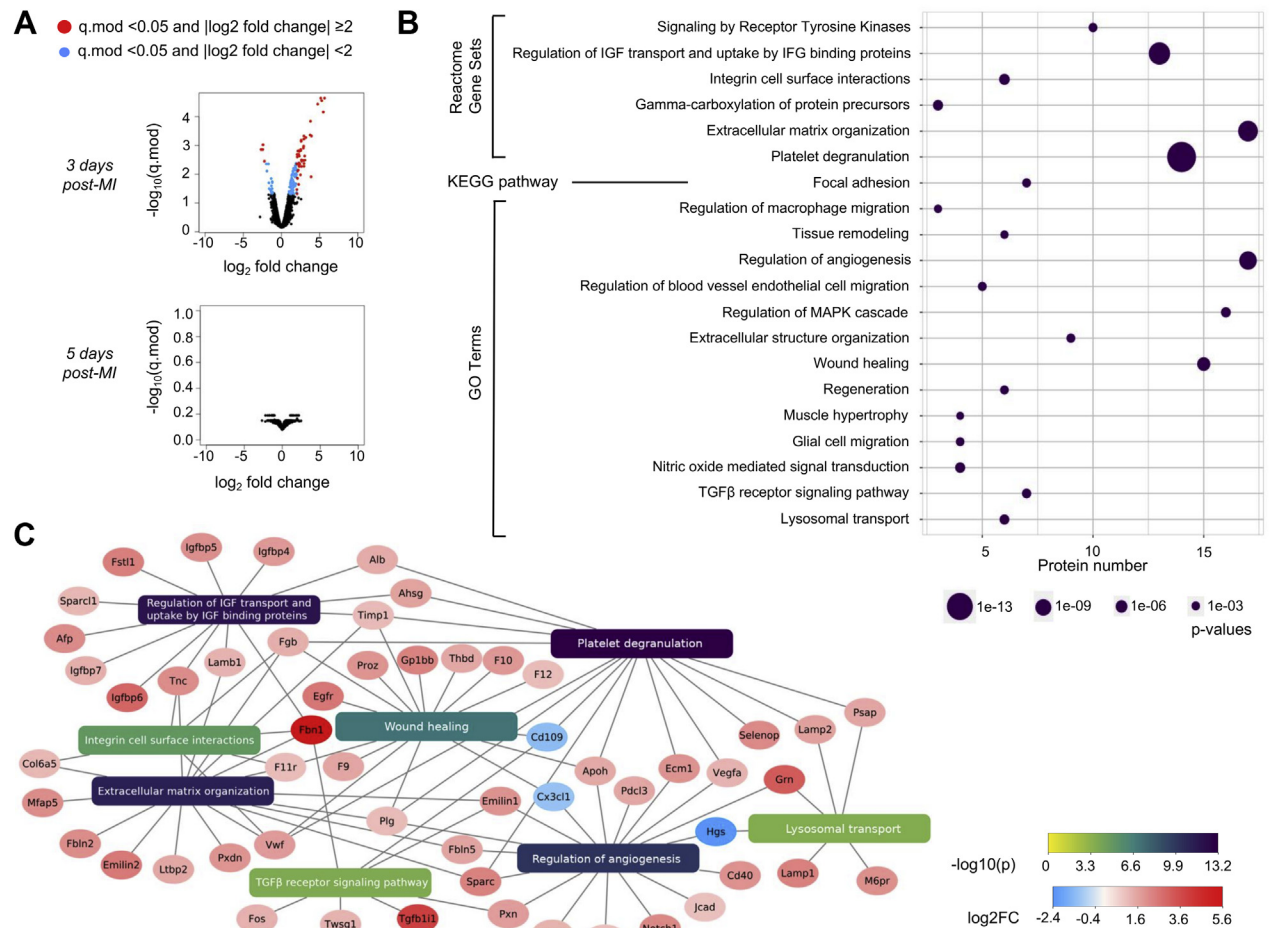 A
q.mod <0.05 and |log2 fold change| ≥2
q.mod <0.05 and |log2 fold change| <2
3 days
post-MI
-log10(q.mod)
4
3
2
1
0
-10 -5 0 5 10
log2 fold change
5 days
post-MI
-log10(q.mod)
1.0
0.8
0.6
0.4
0.2
0.0
-10 -5 0 5 10
log2 fold change
B
Reactome
Gene Sets
KEGG pathway
GO Terms
Signaling by Receptor Tyrosine Kinases
Regulation of IGF transport and uptake by IFG binding proteins
Integrin cell surface interactions
Gamma-carboxylation of protein precursors
Extracellular matrix organization
Platelet degranulation
Focal adhesion
Regulation of macrophage migration
Tissue remodeling
Regulation of angiogenesis
Regulation of blood vessel endothelial cell migration
Regulation of MAPK cascade
Extracellular structure organization
Wound healing
Regeneration
Muscle hypertrophy
Glial cell migration
Nitric oxide mediated signal transduction
TGFβ receptor signaling pathway
Lysosomal transport
5 10 15
Protein number
1e-13 1e-09 1e-06 1e-03
p-values
C
Fstl1
Igfbp5
Igfbp4
Alb
Sparcl1
Regulation of IGF transport and
uptake by IGF binding proteins
Ahsg
Timp1
Afp
Fgb
Platelet degranulation
Igfbp7
Lamb1
Proz
Gp1bb
Thbd
F10
F12
Tnc
Igfbp6
Egfr
Psap
Fbn1
Wound healing
Cd109
Selenop
Lamp2
Integrin cell surface interactions
Col6a5
F11r
F9
Apoh
Ecm1
Vegfa
Grn
Extracellular matrix organization
Mfap5
Emilin1
Cx3cl1
Pdcl3
Plg
Hgs
Lysosomal transport
Fbln2
Emilin2
Ltbp2
Pxdn
Vwf
Fbln5
Regulation of angiogenesis
TGFβ receptor signaling pathway
Sparc
Cd40
Lamp1
M6pr
Fos
Twsg1
Tgfb1i1
Pxn
Jcad
Notch1
-log10(p)
0 3.3 6.6 9.9 13.2
log2FC
-2.4 -0.4 1.6 3.6 5.6